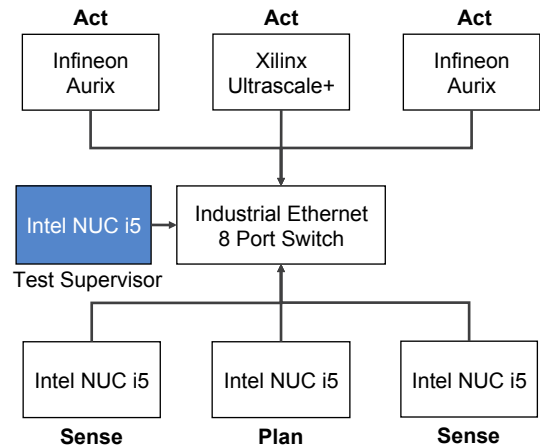 Act Act Act
Infineon Aurix
Xilinx Ultrascale+
Infineon Aurix
Intel NUC i5
Test Supervisor
Industrial Ethernet
8 Port Switch
Intel NUC i5
Intel NUC i5
Intel NUC i5
Sense Plan Sense